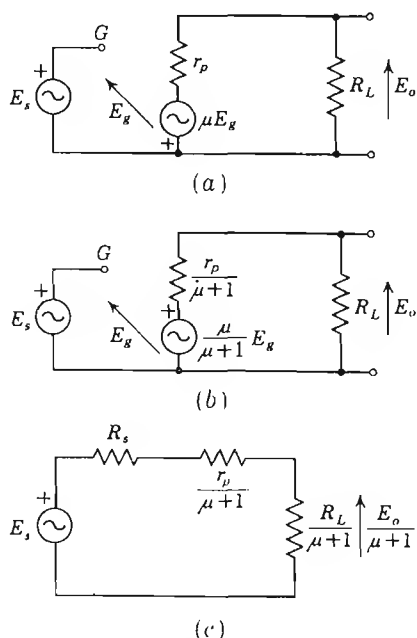 +
G
E_s
E_g
r_p
μE_g
+
R_L
E_o
(a)
+
G
E_s
E_g
r_p/μ+1
+
μ/μ+1 E_g
R_L
E_o
(b)
R_s
r_p/μ+1
+
E_s
R_L/μ+1
E_o/μ+1
(c)